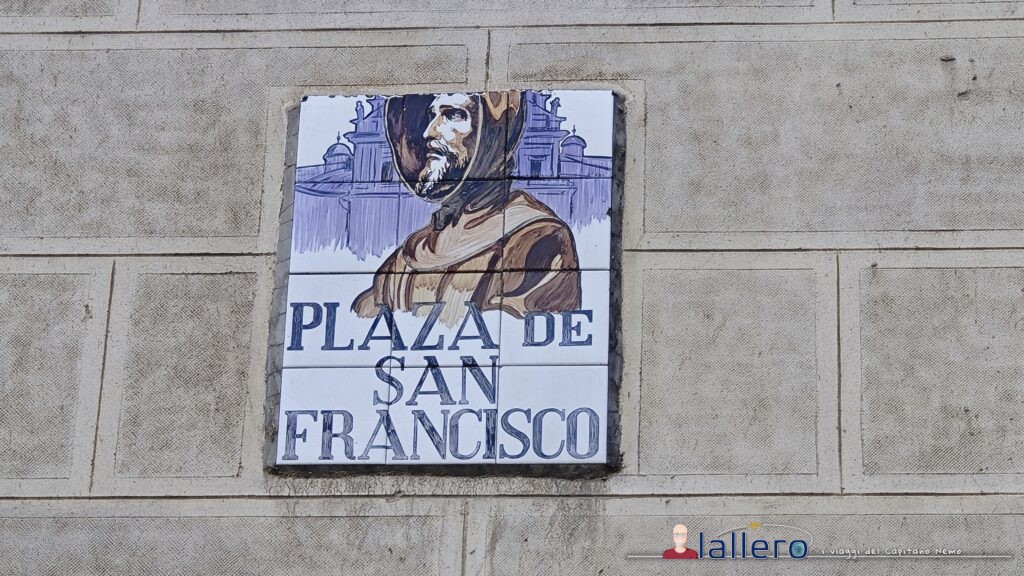 PLAZA DE
SAN
FRANCISCO
lallero
i viaggi del Capitano Nemo